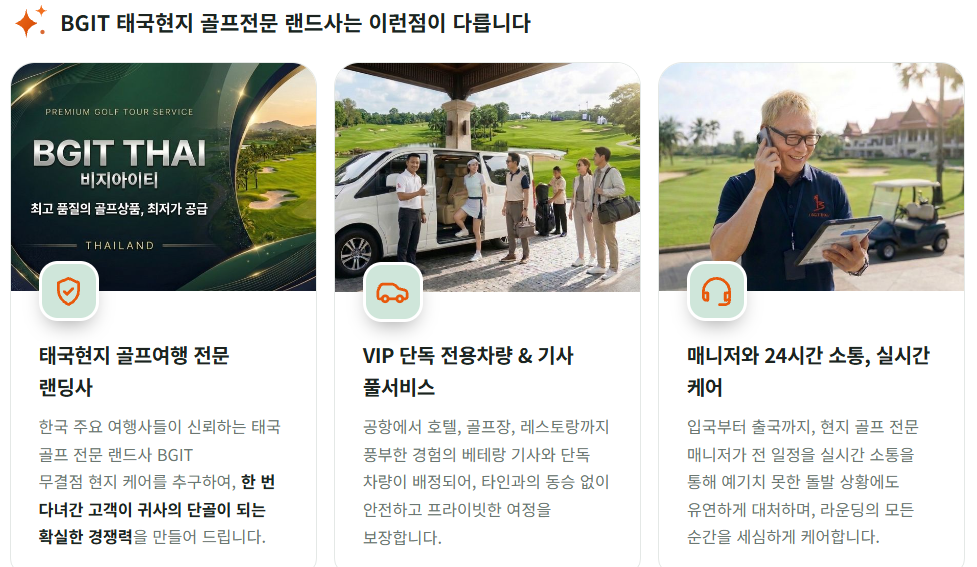 BGIT 태국현지 골프전문 랜드사는 이런점이 다릅니다
PREMIUM GOLF TOUR SERVICE
BGIT THAI
비지아이티
최고 품질의 골프상품, 최저가 공급
THAILAND
태국현지 골프여행 전문
랜딩사
한국 주요 여행사들이 신뢰하는 태국
골프 전문 랜드사 BGIT
무결점 현지 케어를 추구하여, 한 번
다녀간 고객이 귀사의 단골이 되는
확실한 경쟁력을 만들어 드립니다.
VIP 단독 전용차량 & 기사
풀서비스
공항에서 호텔, 골프장, 레스토랑까지
풍부한 경험의 베테랑 기사와 단독
차량이 배정되어, 타인과의 동승 없이
안전하고 프라이빗한 여정을
보장합니다.
매니저와 24시간 소통, 실시간
케어
입국부터 출국까지, 현지 골프 전문
매니저가 전 일정을 실시간 소통을
통해 예기치 못한 돌발 상황에도
유연하게 대처하며, 라운딩의 모든
순간을 세심하게 케어합니다.